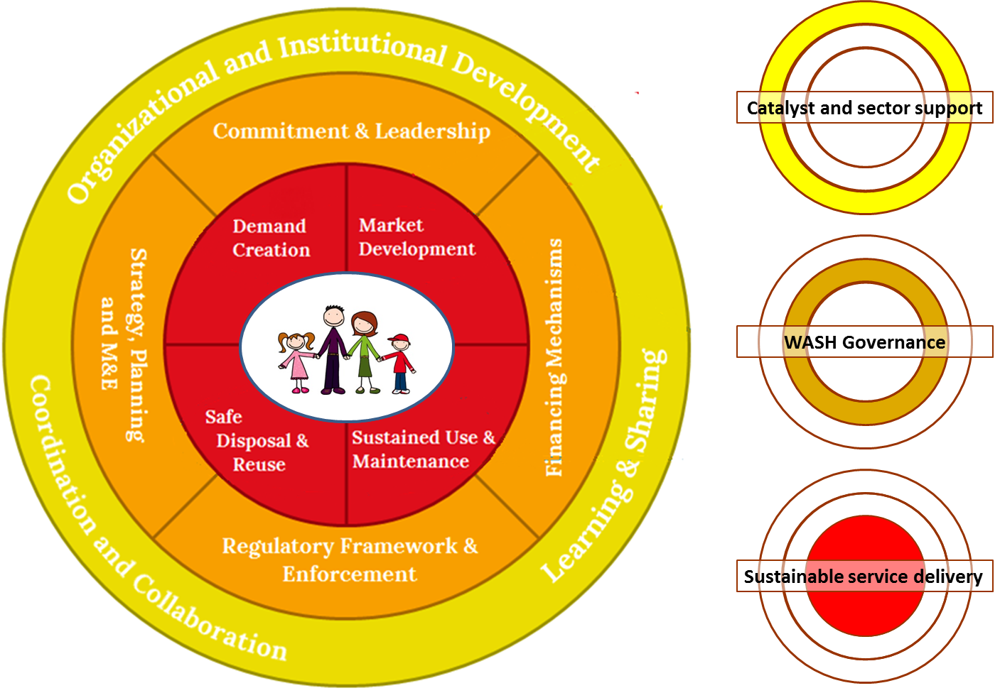 Organizational and Institutional Development
Commitment & Leadership
Demand
Creation
Market
Development
Strategy, Planning
and M&E
Financing Mechanisms
Safe
Disposal &
Reuse
Sustained Use &
Maintenance
Regulatory Framework &
Enforcement
Coordination and Collaboration
Learning & Sharing
Catalyst and sector support
WASH Governance
Sustainable service delivery